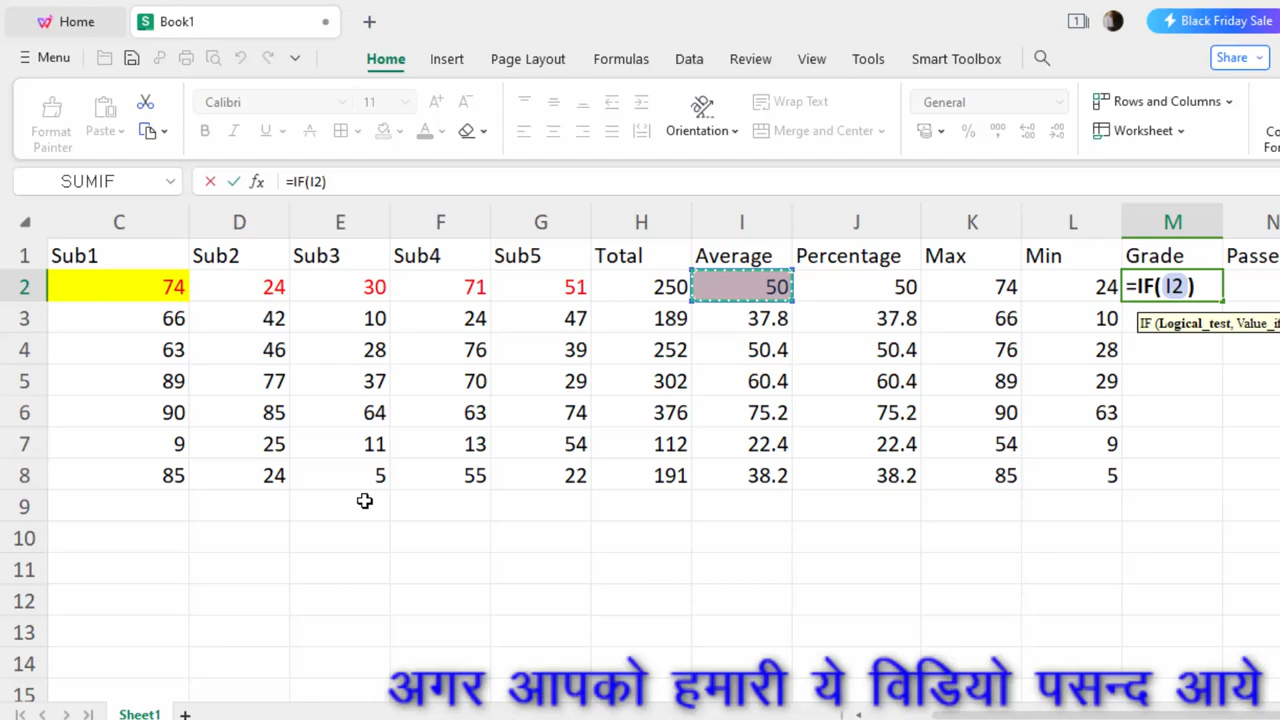 Home Book1 1 Black Friday Sale
Menu Home Insert Page Layout Formulas Data Review View Tools Smart Toolbox Share
Calibri 11 A+ A- Wrap Text General Rows and Columns
Format Painter Paste B I U A A Orientation Merge and Center % Worksheet
SUMIF fx =IF(I2)
C D E F G H I J K L M N
1 Sub1 Sub2 Sub3 Sub4 Sub5 Total Average Percentage Max Min Grade Passe
2 74 24 30 71 51 250 50 50 74 24 =IF( I2 )
3 66 42 10 24 47 189 37.8 37.8 66 10 IF (Logical_test, Value_if
4 63 46 28 76 39 252 50.4 50.4 76 28
5 89 77 37 70 29 302 60.4 60.4 89 29
6 90 85 64 63 74 376 75.2 75.2 90 63
7 9 25 11 13 54 112 22.4 22.4 54 9
8 85 24 5 55 22 191 38.2 38.2 85 5
9
10
11
12
13
14
15
अगर आपको हमारी ये विडियो पसन्द आये
Sheet1